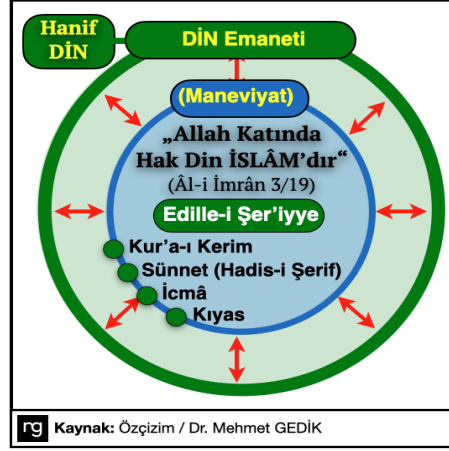 Hanif
DİN
DİN Emaneti
(Maneviyat)
„Allah Katında
Hak Din İSLÂM’dır“
(Âl-i İmrân 3/19)
Edille-i Şer’iyye
Kur’a-ı Kerim
Sünnet (Hadis-i Şerif)
İcmâ
Kıyas
rg Kaynak: Özçizim / Dr. Mehmet GEDİK